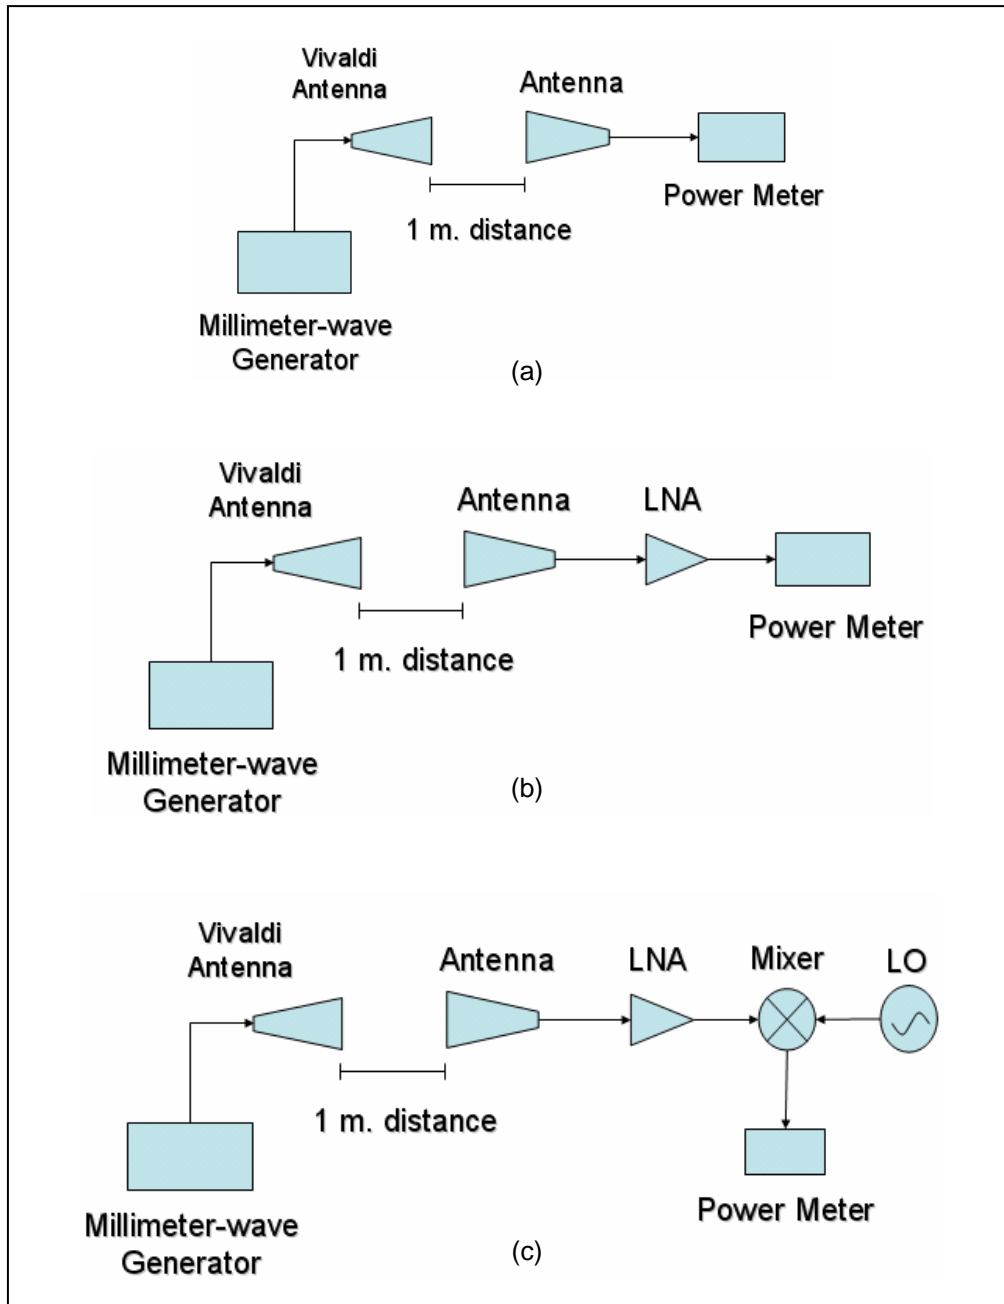 Vivaldi
Antenna
Antenna
Power Meter
1 m. distance
Millimeter-wave
Generator
(a)
Vivaldi
Antenna
Antenna
LNA
Power Meter
1 m. distance
Millimeter-wave
Generator
(b)
Vivaldi
Antenna
Antenna
LNA
Mixer
LO
1 m. distance
Power Meter
Millimeter-wave
Generator
(c)